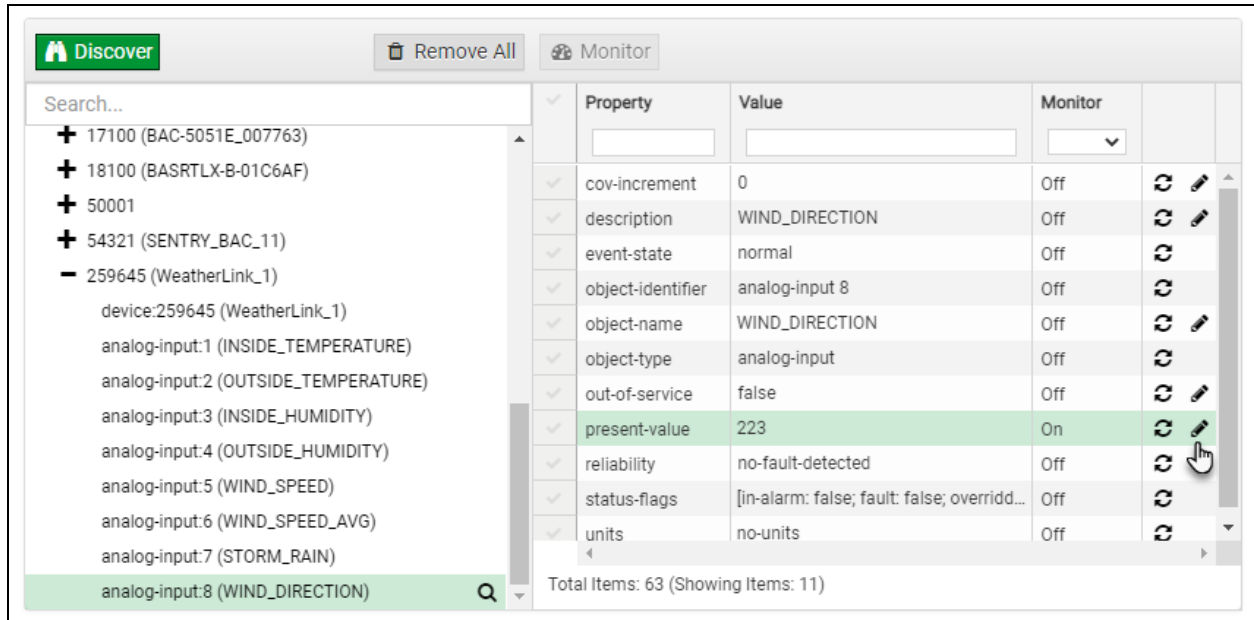 Discover Remove All Monitor
Search...
17100 (BAC-5051E_007763)
18100 (BASRTLX-B-01C6AF)
50001
54321 (SENTRY_BAC_11)
259645 (WeatherLink_1)
device:259645 (WeatherLink_1)
analog-input:1 (INSIDE_TEMPERATURE)
analog-input:2 (OUTSIDE_TEMPERATURE)
analog-input:3 (INSIDE_HUMIDITY)
analog-input:4 (OUTSIDE_HUMIDITY)
analog-input:5 (WIND_SPEED)
analog-input:6 (WIND_SPEED_AVG)
analog-input:7 (STORM_RAIN)
analog-input:8 (WIND_DIRECTION)
Property Value Monitor
cov-increment 0 Off
description WIND_DIRECTION Off
event-state normal Off
object-identifier analog-input 8 Off
object-name WIND_DIRECTION Off
object-type analog-input Off
out-of-service false Off
present-value 223 On
reliability no-fault-detected Off
status-flags [in-alarm: false; fault: false; overridd... Off
units no-units Off
Total Items: 63 (Showing Items: 11)